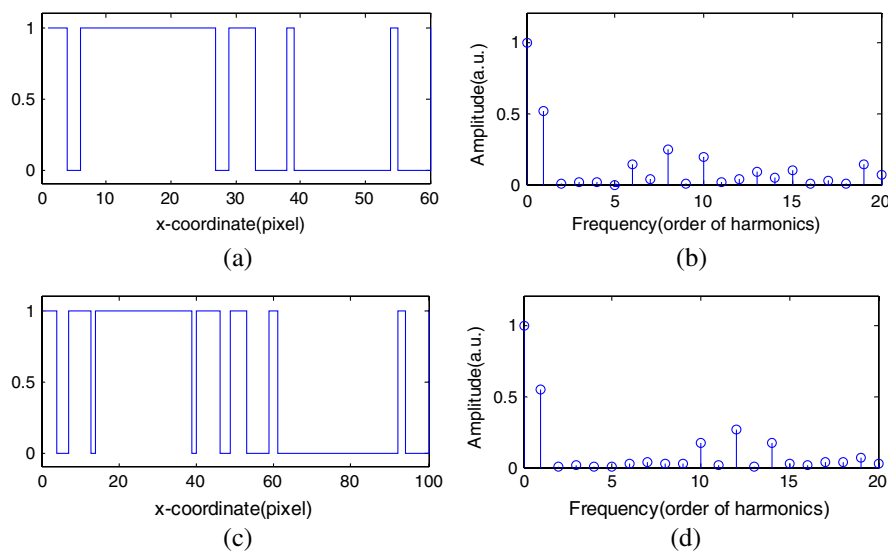 1
0.5
0
0 10 20 30 40 50 60
x-coordinate(pixel)
(a)
Amplitude(a.u.)
1
0.5
0
0 5 10 15 20
Frequency(order of harmonics)
(b)
1
0.5
0
0 20 40 60 80 100
x-coordinate(pixel)
(c)
Amplitude(a.u.)
1
0.5
0
0 5 10 15 20
Frequency(order of harmonics)
(d)